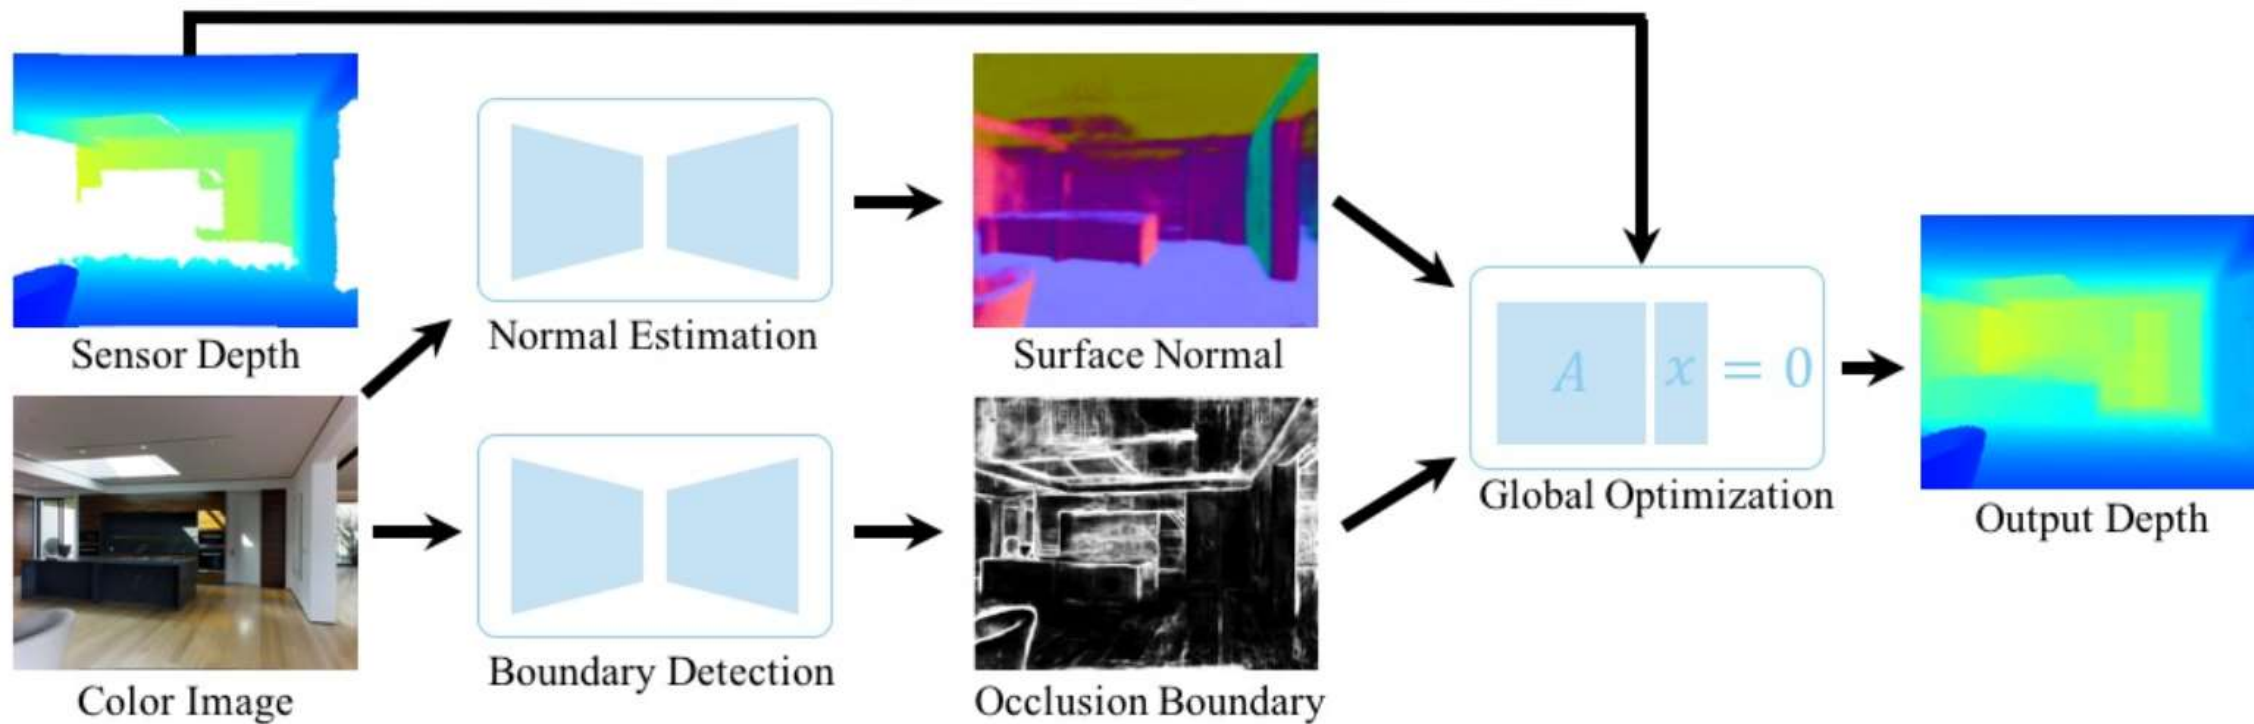 Sensor Depth
Color Image
Normal Estimation
Boundary Detection
Surface Normal
Occlusion Boundary
A x = 0
Global Optimization
Output Depth